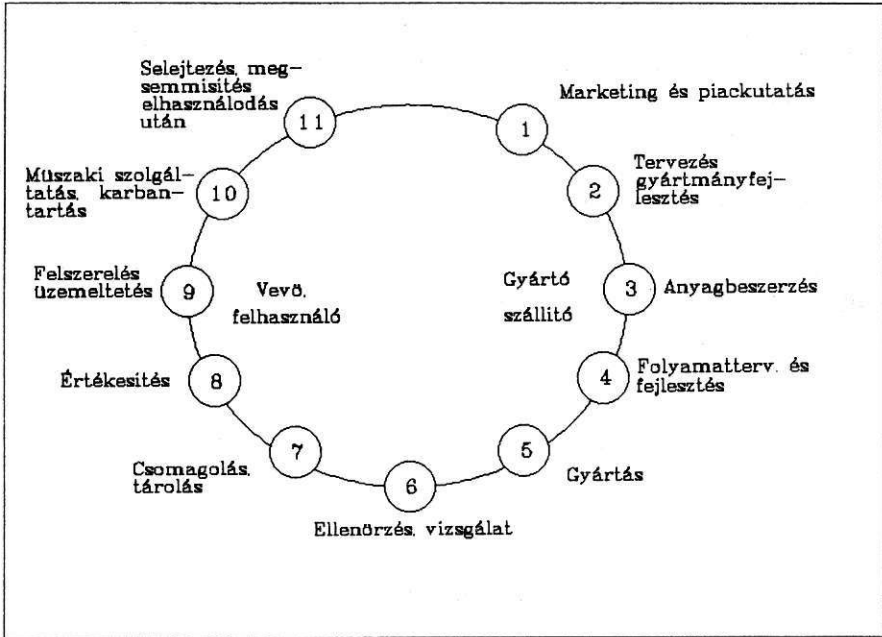 Selejtezés, meg-
semmisités
elhasználodás
után
11
1
Marketing és piackutatás
2
Tervezés
gyártmányfej-
lesztés
Müszaki szolgál-
tatás, karban-
tartás
10
Felszerelés
üzemeltetés
9
Vevö,
felhasználó
Gyártó
szállitó
3
Anyagbeszerzés
4
Folyamatterv. és
fejlesztés
Értékesités
8
7
Csomagolás,
tárolás
5
Gyártás
6
Ellenörzés, vizsgálat